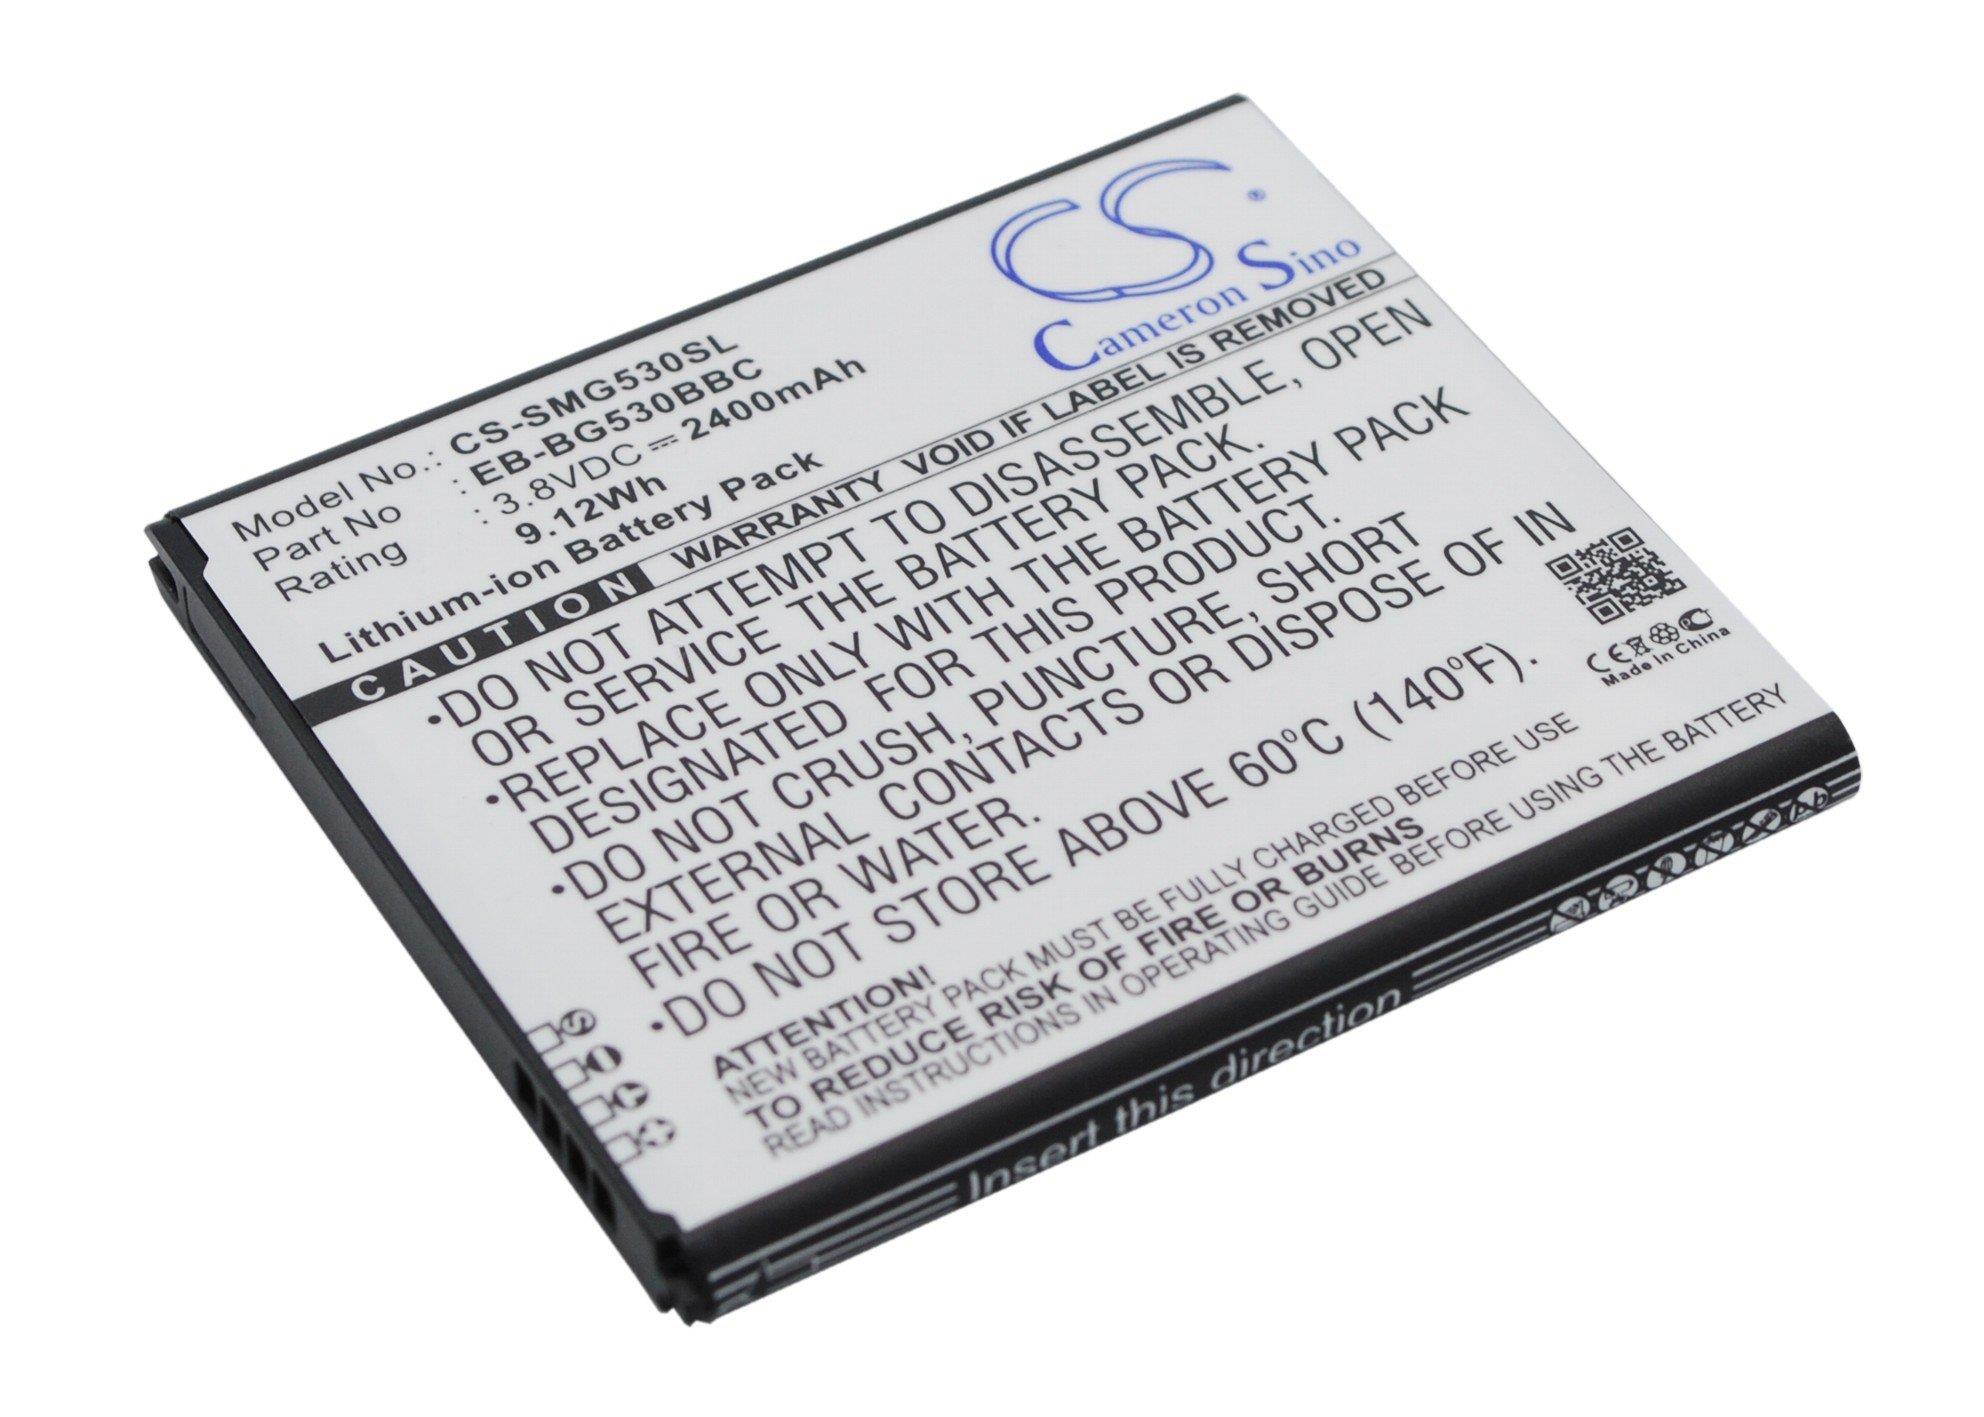 CS ®
Cameron Sino
Model No.: CS-SMG530SL
Part No : EB-BG530BBC
Rating : 3.8VDC 2400mAh
9.12Wh
Lithium-ion Battery Pack
CAUTION WARRANTY VOID IF LABEL IS REMOVED
•DO NOT ATTEMPT TO DISASSEMBLE, OPEN
OR SERVICE THE BATTERY PACK.
•REPLACE ONLY WITH THE BATTERY PACK
DESIGNATED FOR THIS PRODUCT.
•DO NOT CRUSH, PUNCTURE, SHORT
EXTERNAL CONTACTS OR DISPOSE OF IN
FIRE OR WATER.
•DO NOT STORE ABOVE 60°C (140°F).
CE
Made in China
ATTENTION!
NEW BATTERY PACK MUST BE FULLY CHARGED BEFORE USE
TO REDUCE RISK OF FIRE OR BURNS
READ INSTRUCTIONS IN OPERATING GUIDE BEFORE USING THE BATTERY
Insert this direction